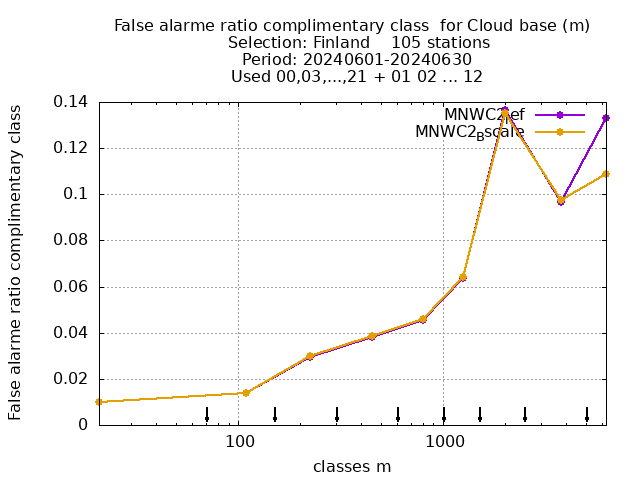 False alarme ratio complimentary class  for Cloud base (m)
Selection: Finland    105 stations
Period: 20240601-20240630
Used 00,03,...,21 + 01 02 ... 12
False alarme ratio complimentary class
0.14
0.12
0.1
0.08
0.06
0.04
0.02
0
MNWC2ref
MNWC2Bscale
100
1000
classes m